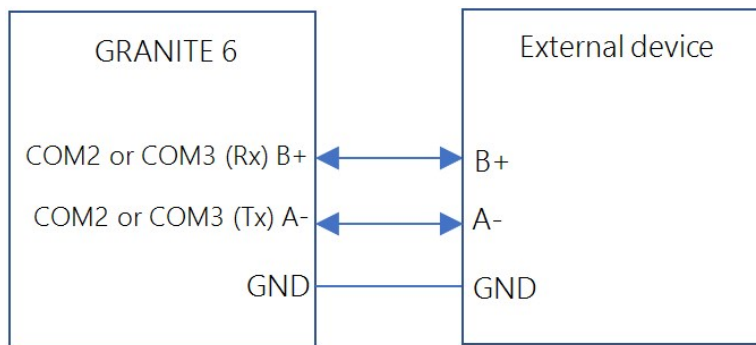 GRANITE 6
External device
COM2 or COM3 (Rx) B+
B+
COM2 or COM3 (Tx) A-
A-
GND
GND